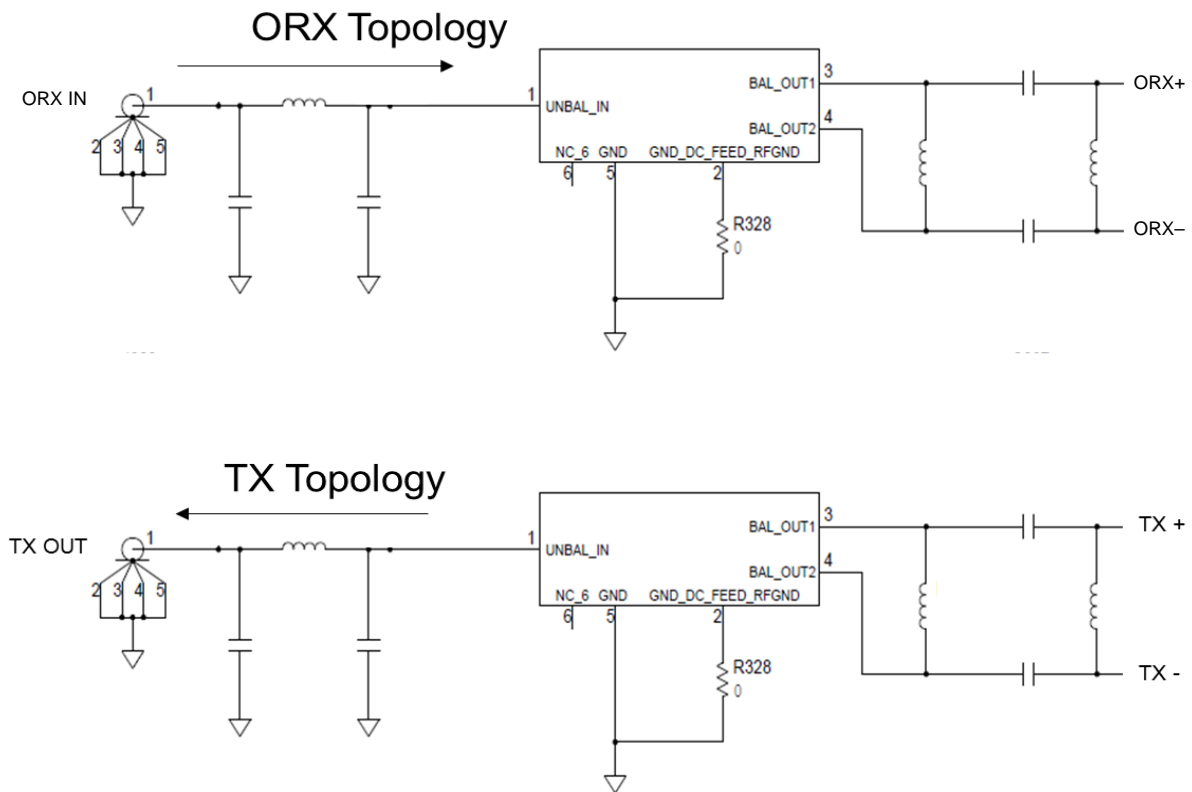 ORX Topology
ORX IN
1
2 3 4 5
1
UNBAL_IN
BAL_OUT1
3
BAL_OUT2
4
NC_6 GND GND_DC_FEED_RFGND
6 5 2
R328
0
ORX+
ORX–
TX Topology
TX OUT
1
2 3 4 5
1
UNBAL_IN
BAL_OUT1
3
BAL_OUT2
4
NC_6 GND GND_DC_FEED_RFGND
6 5 2
R328
0
TX +
TX -